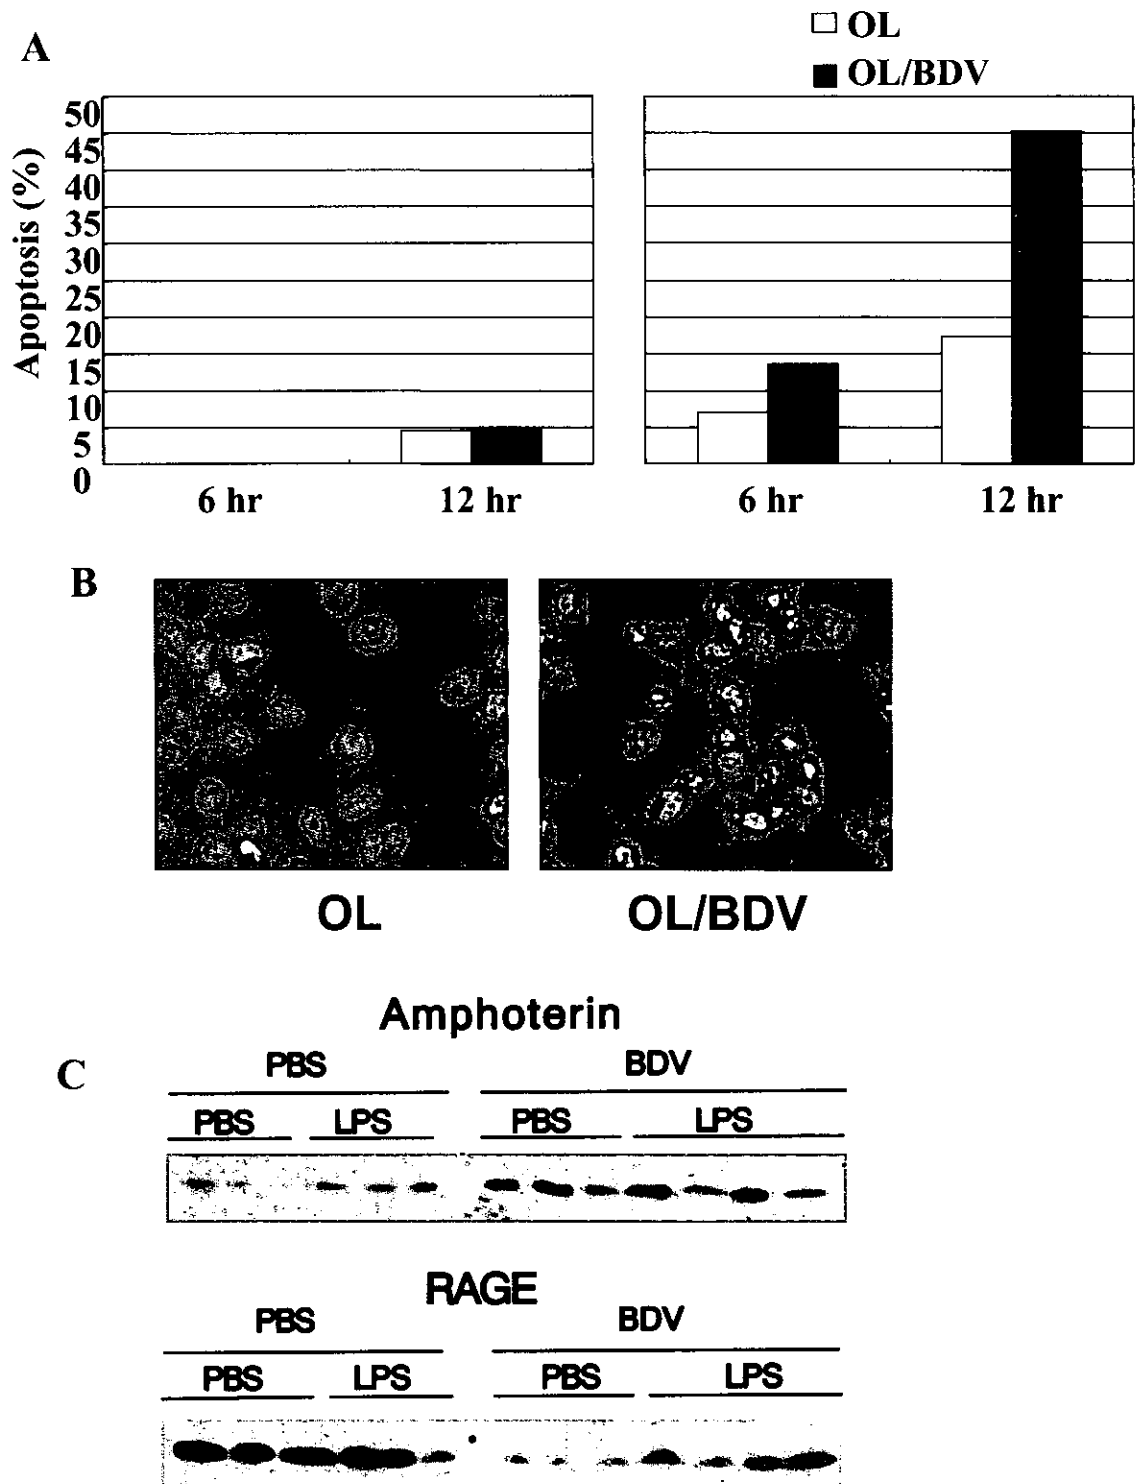 A
OL
OL/BDV
Apoptosis (%)
50
45
40
35
30
25
20
15
10
5
0
6 hr 12 hr 6 hr 12 hr
B
OL OL/BDV
Amphoterin
C
PBS BDV
PBS LPS PBS LPS
RAGE
PBS BDV
PBS LPS PBS LPS